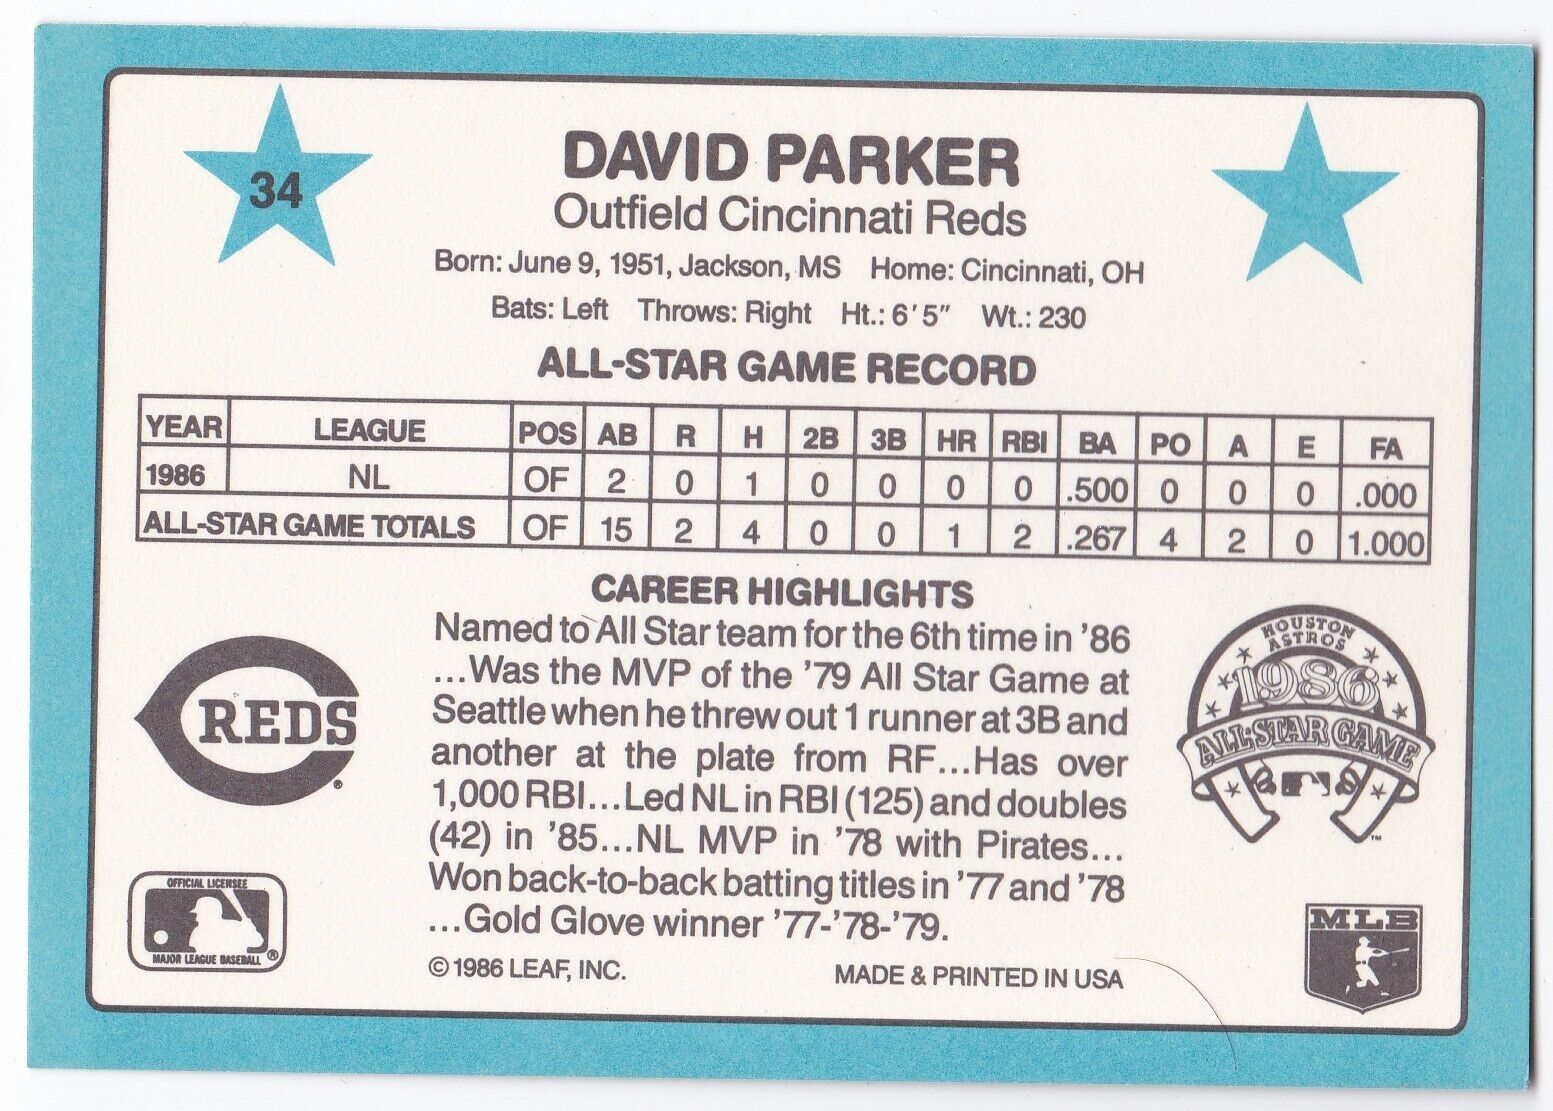 34
DAVID PARKER
Outfield Cincinnati Reds
Born: June 9, 1951, Jackson, MS Home: Cincinnati, OH
Bats: Left Throws: Right Ht.: 6'5" Wt.: 230
ALL-STAR GAME RECORD
YEAR LEAGUE POS AB R H 2B 3B HR RBI BA PO A E FA
1986 NL OF 2 0 1 0 0 0 0 .500 0 0 0 .000
ALL-STAR GAME TOTALS OF 15 2 4 0 0 1 2 .267 4 2 0 1.000
CAREER HIGHLIGHTS
Named to All Star team for the 6th time in '86
...Was the MVP of the '79 All Star Game at
Seattle when he threw out 1 runner at 3B and
another at the plate from RF...Has over
1,000 RBI...Led NL in RBI (125) and doubles
(42) in '85...NL MVP in '78 with Pirates...
Won back-to-back batting titles in '77 and '78
...Gold Glove winner '77-'78-'79.
© 1986 LEAF, INC. MADE & PRINTED IN USA
REDS ®
OFFICIAL LICENSEE
MAJOR LEAGUE BASEBALL ®
HOUSTON
ASTROS
1986
ALL-STAR GAME
™
MLB